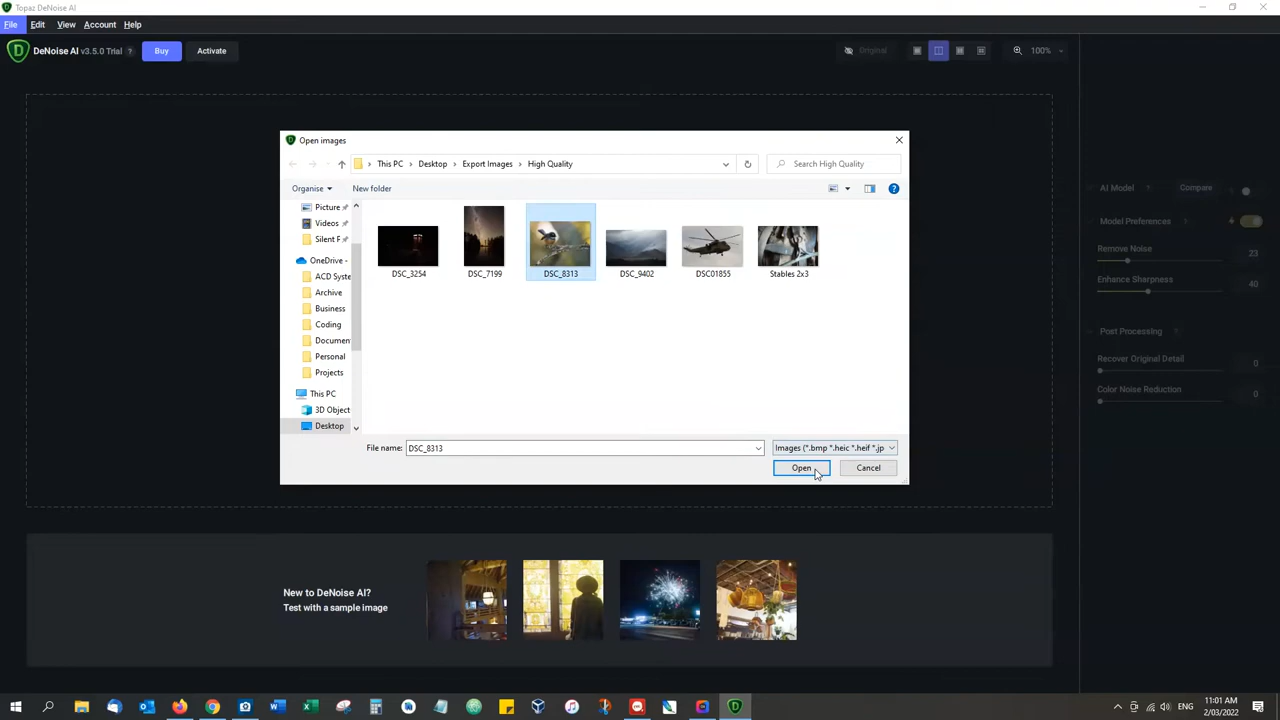 Topaz DeNoise AI
File Edit View Account Help
DeNoise AI v3.5.0 Trial ? Buy Activate Original 100%
Open images
This PC Desktop Export Images High Quality Search High Quality
Organise New folder
Picture
Videos
Silent F
OneDrive -
ACD Syste
Archive
Business
Coding
Documen
Personal
Projects
This PC
3D Object
Desktop
DSC_3254 DSC_7199 DSC_8313 DSC_9402 DSC01855 Stables 2x3
File name: DSC_8313 Images (*.bmp *.heic *.heif *.jp
Open Cancel
AI Model ? Compare
Model Preferences ?
Remove Noise 23
Enhance Sharpness 40
Post Processing ?
Recover Original Detail 0
Color Noise Reduction 0
New to DeNoise AI?
Test with a sample image
ENG 11:01 AM
2/03/2022